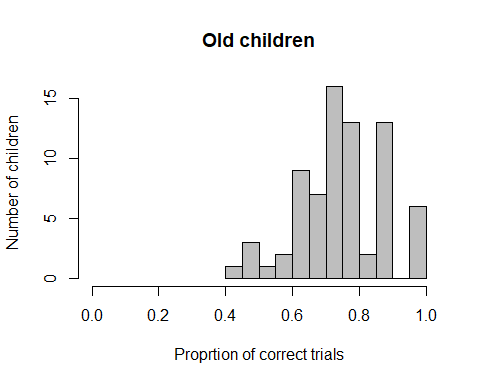 Old children
Number of children
15
10
5
0
0.0 0.2 0.4 0.6 0.8 1.0
Proprtion of correct trials